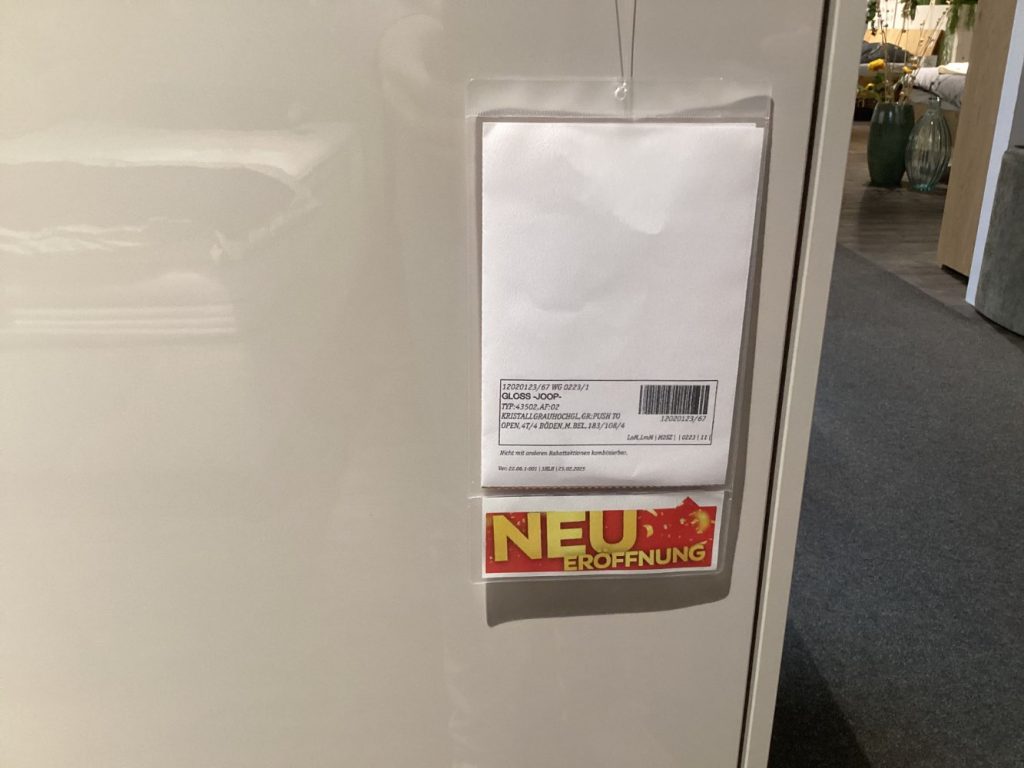 12020123/67 WG 0223/1
GLOSS -JOOP-
TYP:43502,AF:02
KRISTALLGRAUHOCHGL,GR:PUSH TO
OPEN,4T/4 BÖDEN,M.BEL,183/108/4
12020123/67
Nicht mit anderen Rabattaktionen kombinierbar.
NEU
ERÖFFNUNG